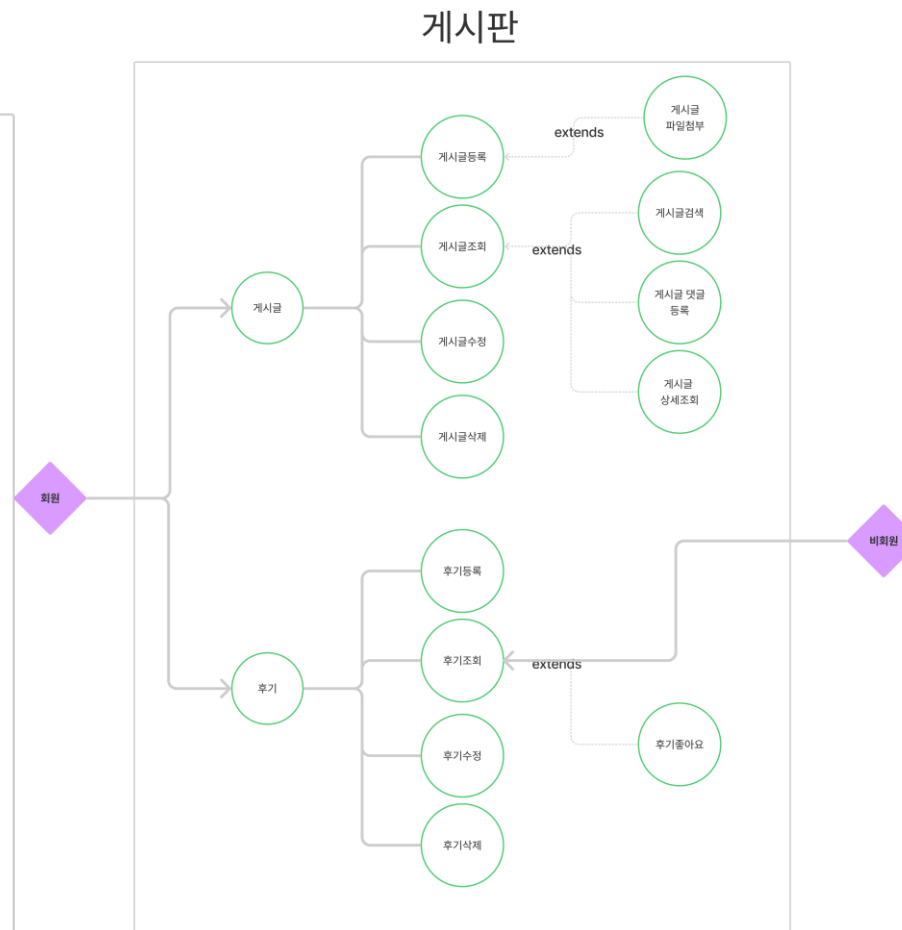 게시판
게시글
파일첨부
extends
게시글등록
게시글검색
게시글조회
extends
게시글 댓글
등록
게시글
게시글수정
게시글
상세조회
게시글삭제
회원
비회원
후기등록
후기조회
extends
후기
후기좋아요
후기수정
후기삭제